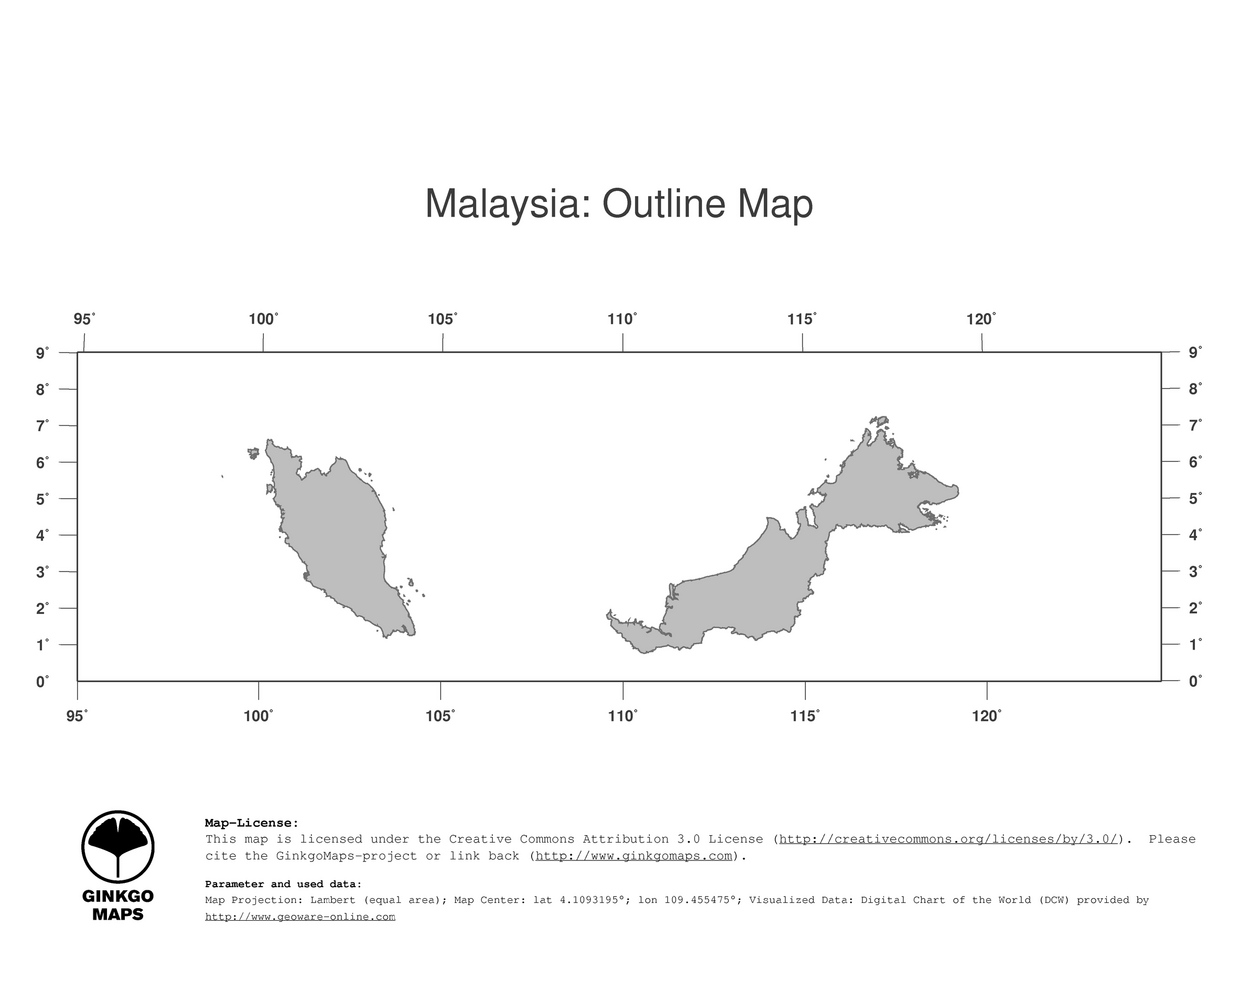 Malaysia: Outline Map
95° 100° 105° 110° 115° 120°
9° 9°
8° 8°
7° 7°
6° 6°
5° 5°
4° 4°
3° 3°
2° 2°
1° 1°
0° 0°
95° 100° 105° 110° 115° 120°
Map-License:
This map is licensed under the Creative Commons Attribution 3.0 License (http://creativecommons.org/licenses/by/3.0/). Please
cite the GinkgoMaps-project or link back (http://www.ginkgomaps.com).
Parameter and used data:
Map Projection: Lambert (equal area); Map Center: lat 4.1093195°; lon 109.455475°; Visualized Data: Digital Chart of the World (DCW) provided by
http://www.geoware-online.com
GINKGO
MAPS